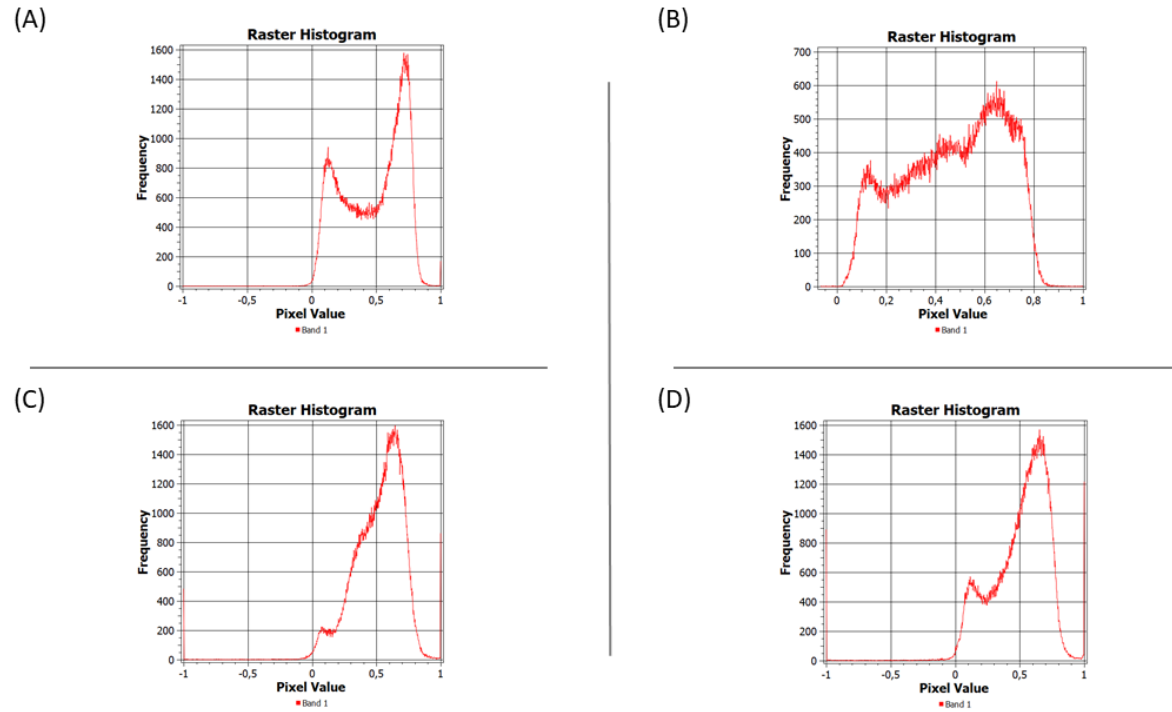 (A)
Raster Histogram
1600
1400
1200
1000
800
600
400
200
0
Frequency
-1 -0,5 0 0,5 1
Pixel Value
Band 1
(B)
Raster Histogram
700
600
500
400
300
200
100
0
Frequency
0 0,2 0,4 0,6 0,8 1
Pixel Value
Band 1
(C)
Raster Histogram
1600
1400
1200
1000
800
600
400
200
0
Frequency
-1 -0,5 0 0,5 1
Pixel Value
Band 1
(D)
Raster Histogram
1600
1400
1200
1000
800
600
400
200
0
Frequency
-1 -0,5 0 0,5 1
Pixel Value
Band 1